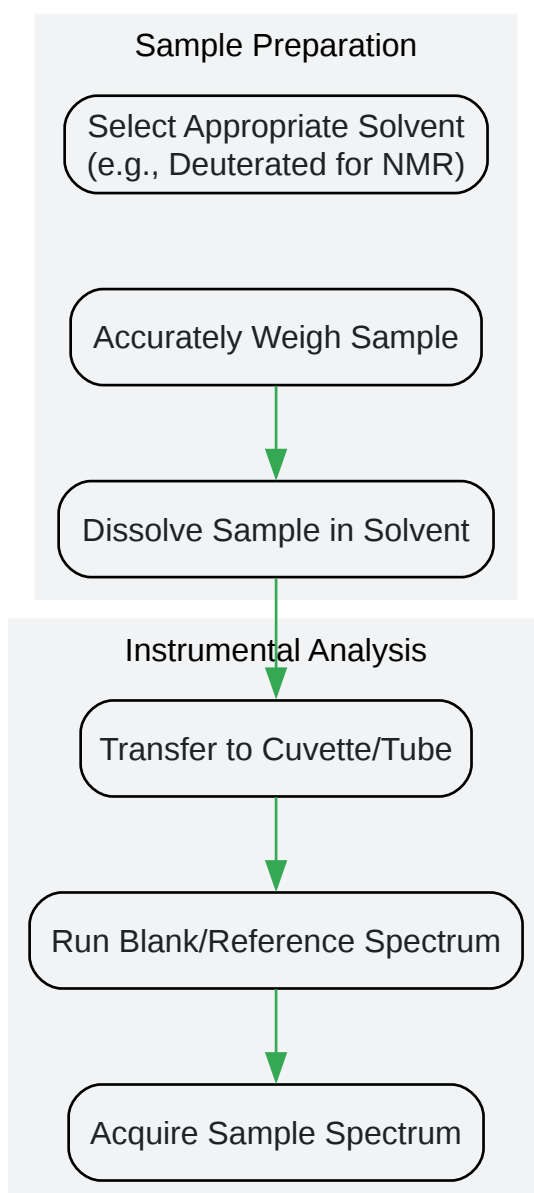 Sample Preparation
Select Appropriate Solvent
(e.g., Deuterated for NMR)
Accurately Weigh Sample
Dissolve Sample in Solvent
Instrumental Analysis
Transfer to Cuvette/Tube
Run Blank/Reference Spectrum
Acquire Sample Spectrum